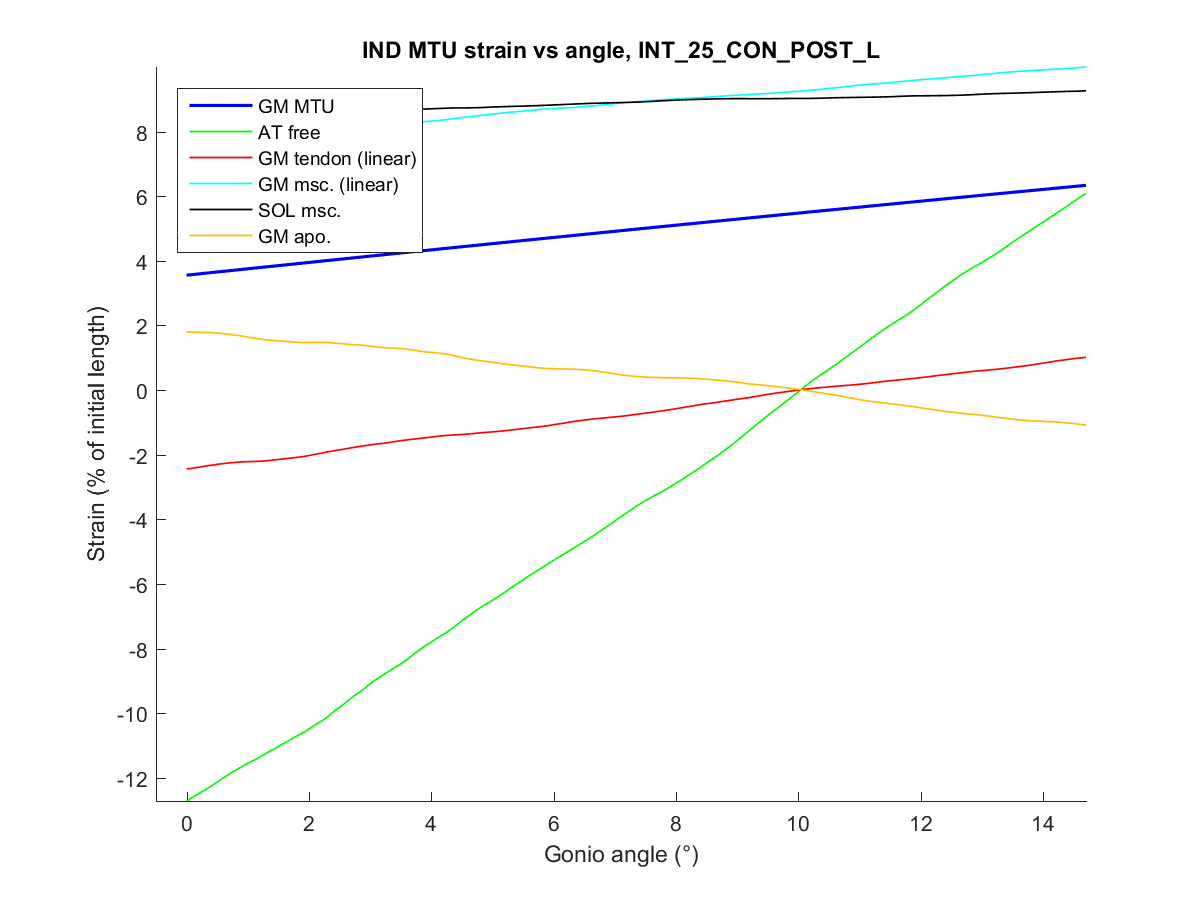 IND MTU strain vs angle, INT_25_CON_POST_L
GM MTU
AT free
GM tendon (linear)
GM msc. (linear)
SOL msc.
GM apo.
8
6
4
2
0
-2
-4
-6
-8
-10
-12
Strain (% of initial length)
0 2 4 6 8 10 12 14
Gonio angle (°)